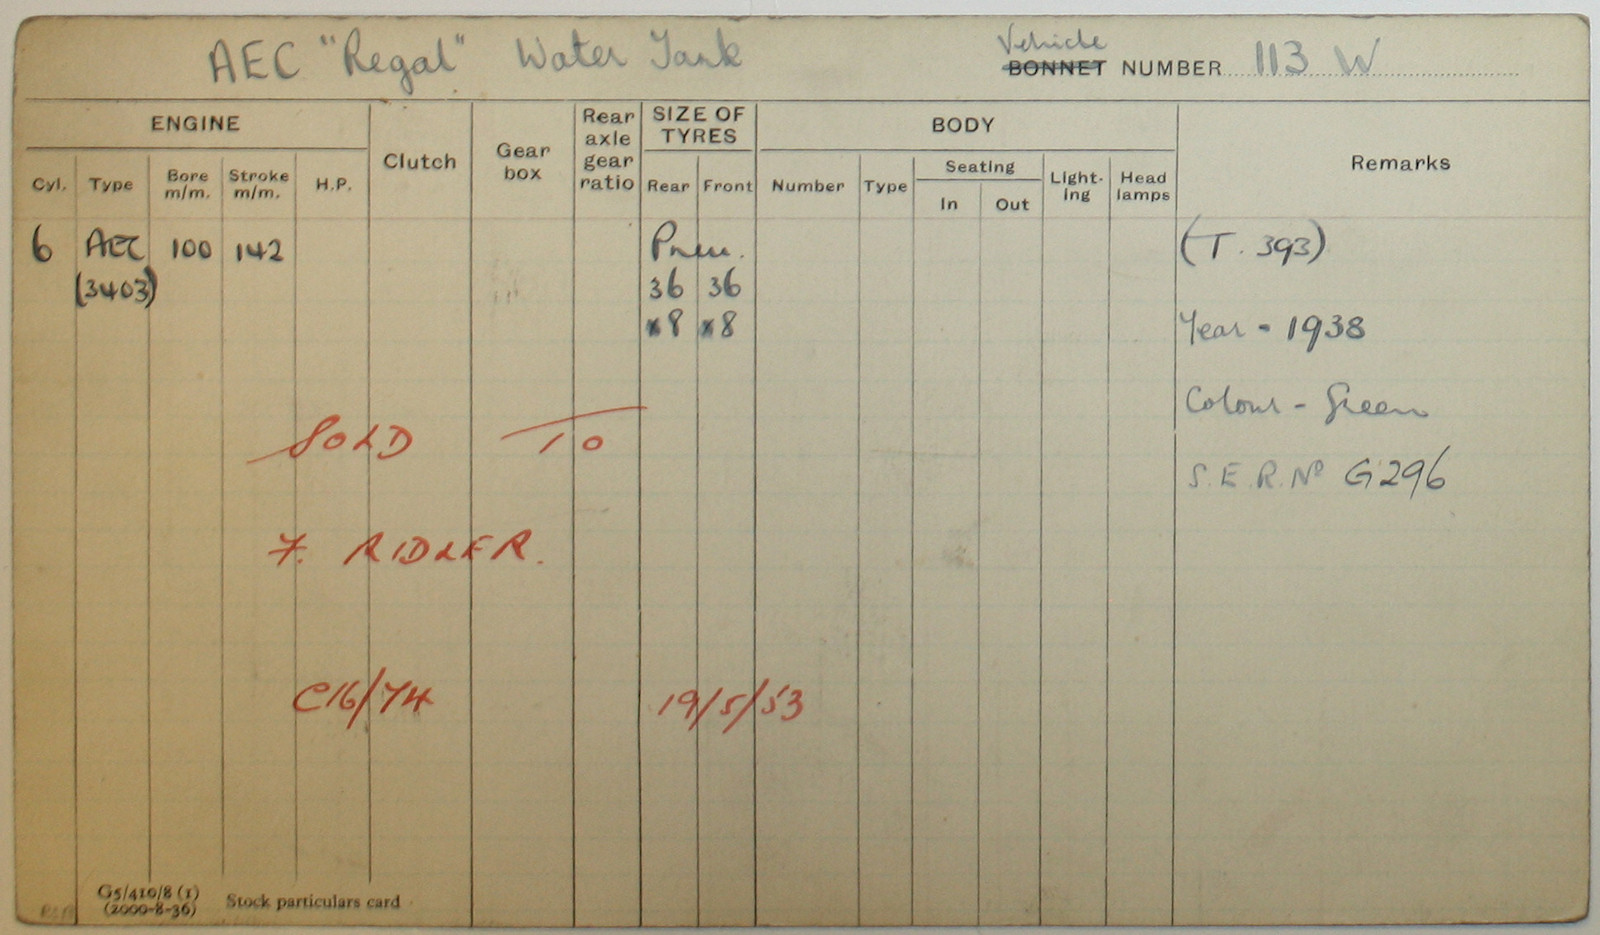 AEC "Regal" Water Tank
Vehicle
BONNET NUMBER 113 W
ENGINE
Clutch
Gear box
Rear axle gear ratio
SIZE OF TYRES
BODY
Remarks
Cyl. Type Bore m/m. Stroke m/m. H.P.
Rear Front
Number Type
Seating
In Out
Light-ing
Head lamps
6 AEC 100 142 Pneu. (T. 393)
(3403) 36 36
x8 x8 Year - 1938
Colour - Green
SOLD TO
S.E.R. Nº G296
F. RIDLER.
C16/74 19/5/53
G5/410/8 (1)
(2000-8-36)
Stock particulars card